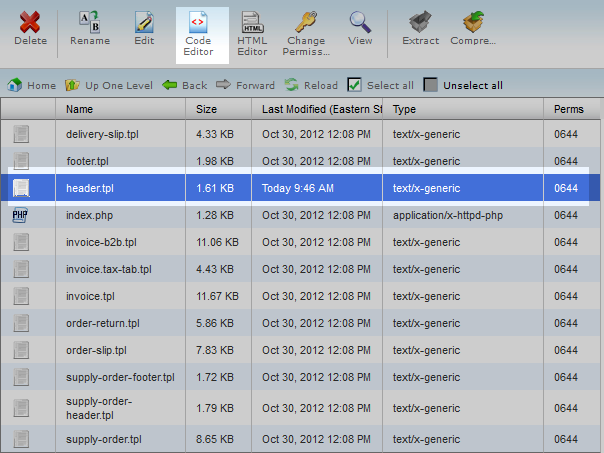 Delete Rename Edit Code Editor HTML Editor Change Permiss... View Extract Compre...
Home Up One Level Back Forward Reload Select all Unselect all
Name Size Last Modified (Eastern St Type Perms
delivery-slip.tpl 4.33 KB Oct 30, 2012 12:08 PM text/x-generic 0644
footer.tpl 1.98 KB Oct 30, 2012 12:08 PM text/x-generic 0644
header.tpl 1.61 KB Today 9:46 AM text/x-generic 0644
PHP index.php 1.28 KB Oct 30, 2012 12:08 PM application/x-httpd-php 0644
invoice-b2b.tpl 11.06 KB Oct 30, 2012 12:08 PM text/x-generic 0644
invoice.tax-tab.tpl 4.43 KB Oct 30, 2012 12:08 PM text/x-generic 0644
invoice.tpl 11.67 KB Oct 30, 2012 12:08 PM text/x-generic 0644
order-return.tpl 5.86 KB Oct 30, 2012 12:08 PM text/x-generic 0644
order-slip.tpl 7.83 KB Oct 30, 2012 12:08 PM text/x-generic 0644
supply-order-footer.tpl 1.72 KB Oct 30, 2012 12:08 PM text/x-generic 0644
supply-order-header.tpl 1.79 KB Oct 30, 2012 12:08 PM text/x-generic 0644
supply-order.tpl 8.65 KB Oct 30, 2012 12:08 PM text/x-generic 0644